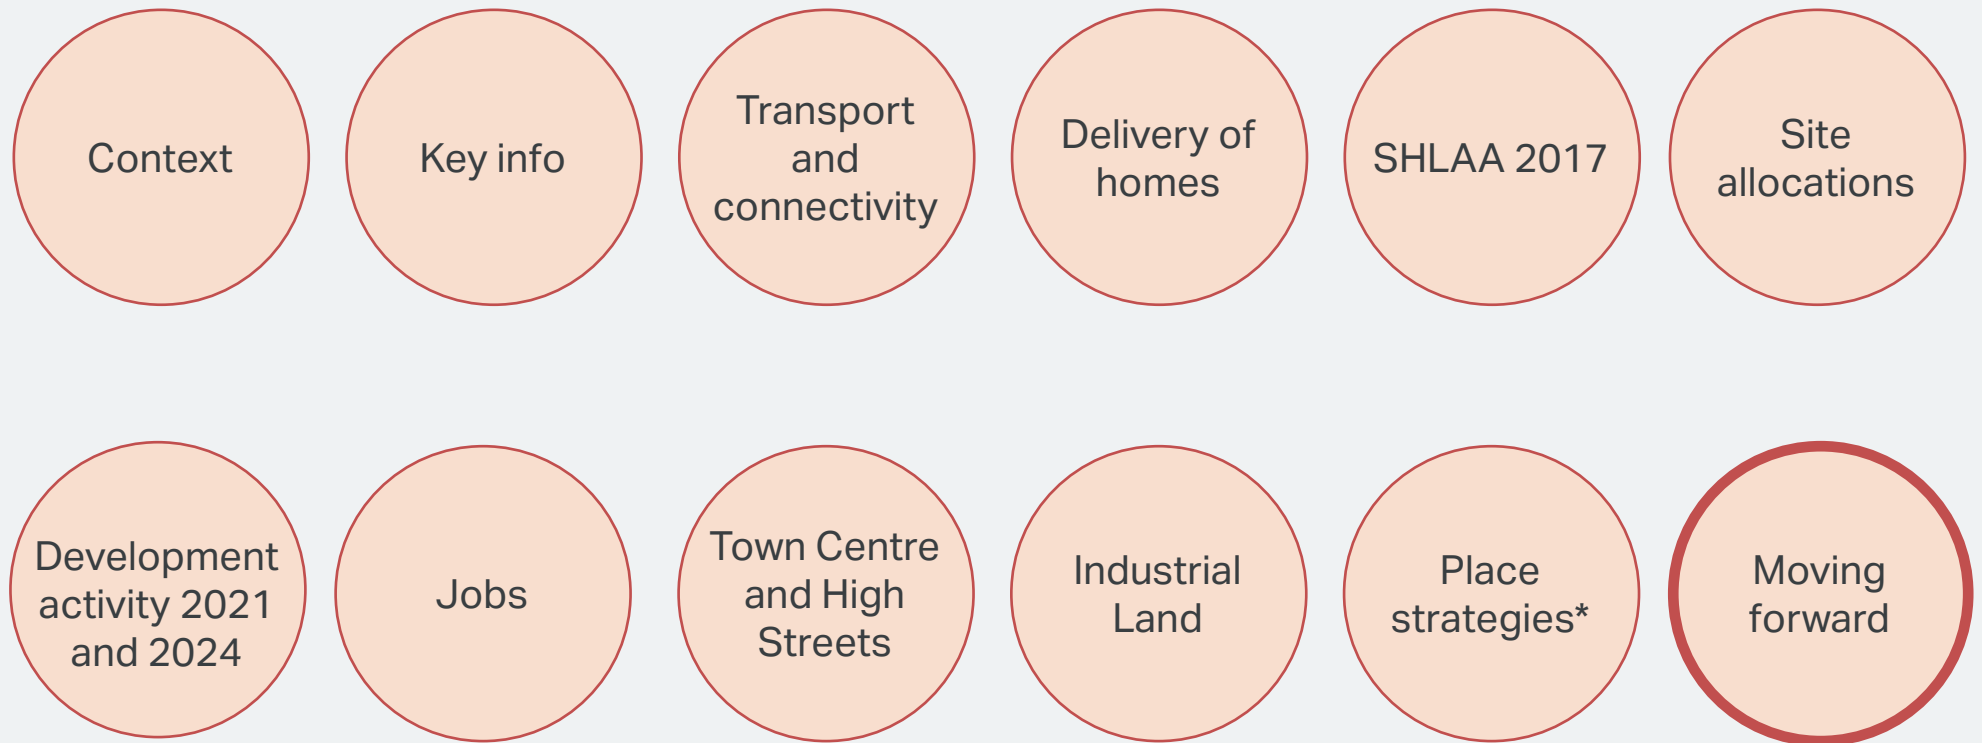 Context
Key info
Transport
and
connectivity
Delivery of
homes
SHLAA 2017
Site
allocations
Development
activity 2021
and 2024
Jobs
Town Centre
and High
Streets
Industrial
Land
Place
strategies*
Moving
forward